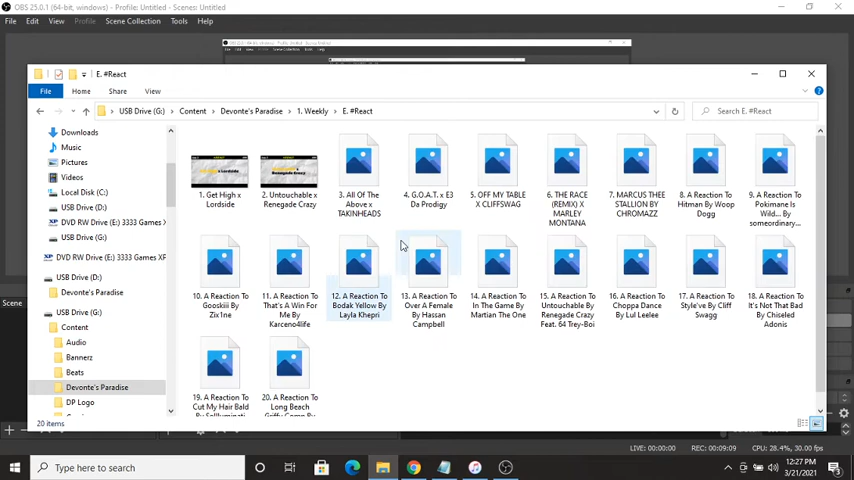 OBS 25.0.1 (64-bit, windows) - Profile: Untitled - Scenes: Untitled
File Edit View Profile Scene Collection Tools Help
E. #React
File Home Share View
USB Drive (G:) Content Devonte's Paradise 1. Weekly E. #React
Search E. #React
Downloads
Music
Pictures
Videos
Local Disk (C:)
USB Drive (D:)
DVD RW Drive (E:) 3333 Games XP
USB Drive (G:)
DVD RW Drive (E:) 3333 Games XP
USB Drive (D:)
Devonte's Paradise
USB Drive (G:)
Content
Audio
Bannerz
Beats
Devonte's Paradise
DP Logo
1. Get High x
Lordside
2. Untouchable x
Renegade Crazy
3. All Of The
Above x
TAKINHEADS
4. G.O.A.T. x E3
Da Prodigy
5. OFF MY TABLE
X CLIFFSWAG
6. THE RACE
(REMIX) X
MARLEY
MONTANA
7. MARCUS THEE
STALLION BY
CHROMAZZ
8. A Reaction To
Hitman By Woop
Dogg
9. A Reaction To
Pokimane Is
Wild... By
someordinary...
10. A Reaction To
Gooskiii By
Zix1ne
11. A Reaction To
That's A Win For
Me By
Karceno4life
12. A Reaction To
Bodak Yellow By
Layla Khepri
13. A Reaction To
Over A Female
By Hassan
Campbell
14. A Reaction To
In The Game By
Martian The One
15. A Reaction To
Untouchable By
Renegade Crazy
Feat. 64 Trey-Boi
16. A Reaction To
Choppa Dance
By Lul Leelee
17. A Reaction To
Style've By Cliff
Swagg
18. A Reaction To
It's Not That Bad
By Chiseled
Adonis
19. A Reaction To
Cut My Hair Bald
20. A Reaction To
Long Beach
20 items
Scene
LIVE: 00:00:00 REC: 00:09:09 CPU: 28.4%, 30.00 fps
Type here to search
12:27 PM
3/21/2021
3